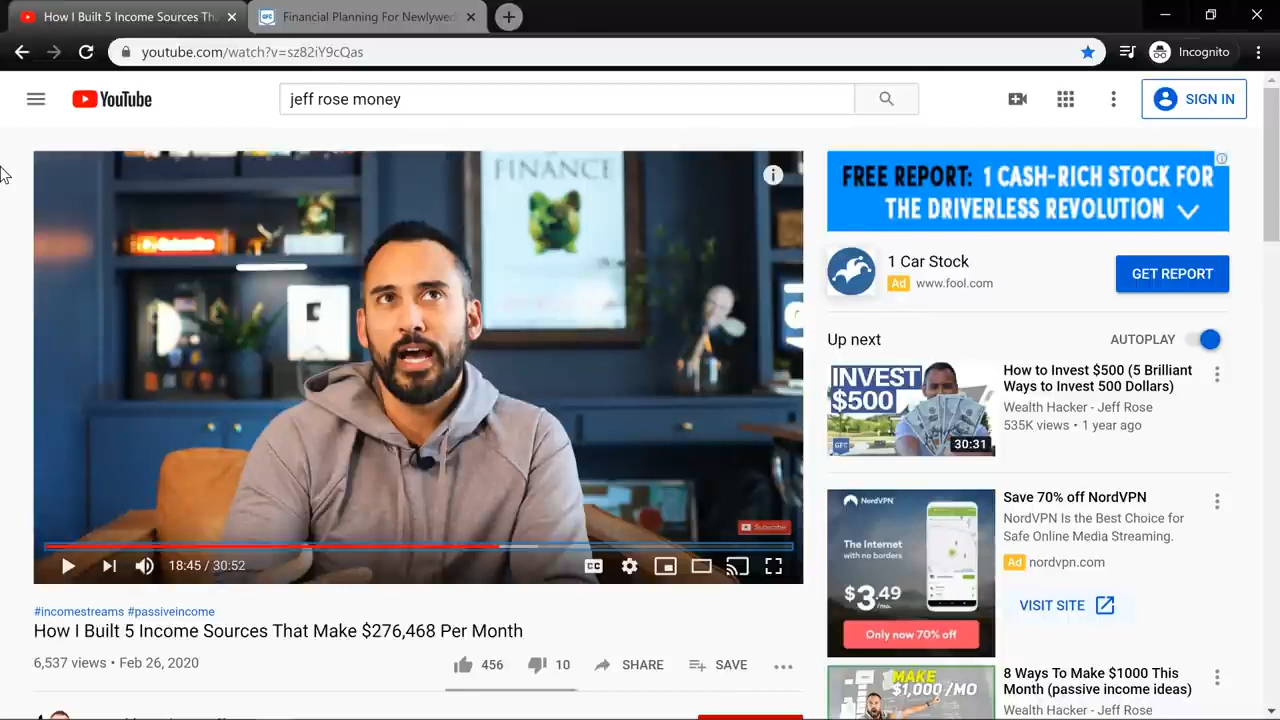 How I Built 5 Income Sources Tha
Financial Planning For Newlywed
youtube.com/watch?v=sz82iY9cQas
Incognito
YouTube
jeff rose money
SIGN IN
FINANCE
Subscribe
18:45 / 30:52
CC
#incomestreams #passiveincome
How I Built 5 Income Sources That Make $276,468 Per Month
6,537 views • Feb 26, 2020
456
10
SHARE
SAVE
FREE REPORT: 1 CASH-RICH STOCK FOR
THE DRIVERLESS REVOLUTION
1 Car Stock
Ad www.fool.com
GET REPORT
Up next
AUTOPLAY
INVEST
$500
GFC
30:31
How to Invest $500 (5 Brilliant
Ways to Invest 500 Dollars)
Wealth Hacker - Jeff Rose
535K views • 1 year ago
NordVPN
The Internet
with no borders
$3.49
/mo.
Only now 70% off
Save 70% off NordVPN
NordVPN Is the Best Choice for
Safe Online Media Streaming.
Ad nordvpn.com
VISIT SITE
MAKE
$1,000/MO
8 Ways To Make $1000 This
Month (passive income ideas)
Wealth Hacker - Jeff Rose